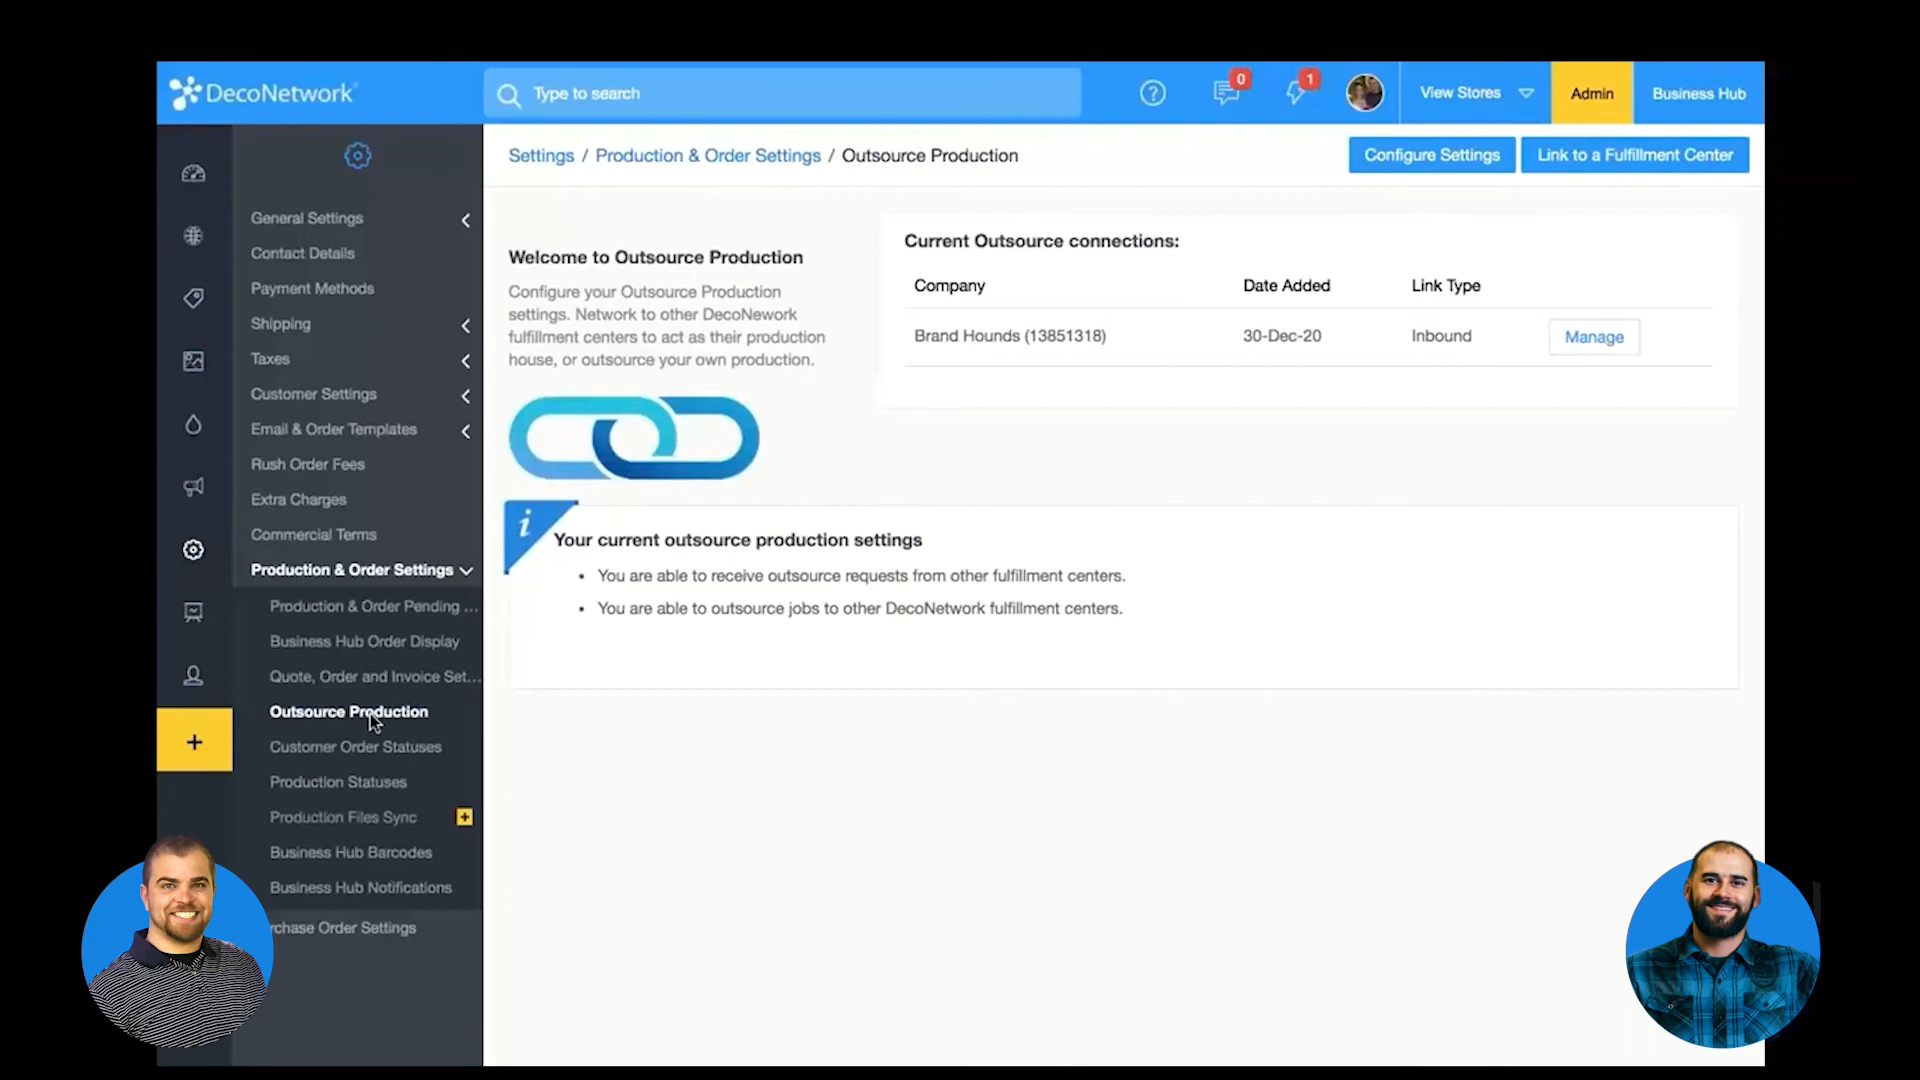 DecoNetwork
Type to search
0
1
View Stores
Admin
Business Hub
Settings / Production & Order Settings / Outsource Production
Configure Settings
Link to a Fulfillment Center
General Settings
Contact Details
Payment Methods
Shipping
Taxes
Customer Settings
Email & Order Templates
Rush Order Fees
Extra Charges
Commercial Terms
Production & Order Settings
Production & Order Pending ...
Business Hub Order Display
Quote, Order and Invoice Set...
Outsource Production
Customer Order Statuses
Production Statuses
Production Files Sync
Business Hub Barcodes
Business Hub Notifications
rchase Order Settings
Welcome to Outsource Production
Configure your Outsource Production
settings. Network to other DecoNework
fulfillment centers to act as their production
house, or outsource your own production.
Current Outsource connections:
Company Date Added Link Type
Brand Hounds (13851318) 30-Dec-20 Inbound Manage
i
Your current outsource production settings
• You are able to receive outsource requests from other fulfillment centers.
• You are able to outsource jobs to other DecoNetwork fulfillment centers.